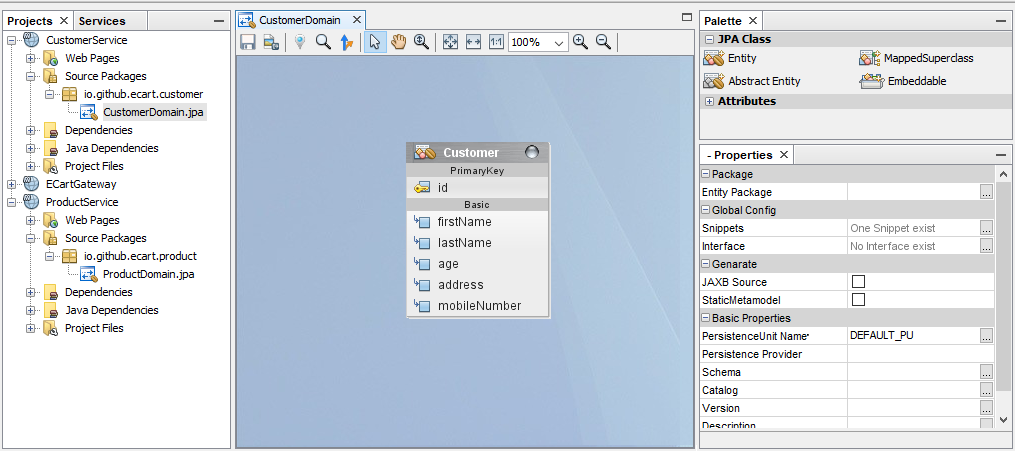 Projects
Services
CustomerService
Web Pages
Source Packages
io.github.ecart.customer
CustomerDomain.jpa
Dependencies
Java Dependencies
Project Files
ECartGateway
ProductService
Web Pages
Source Packages
io.github.ecart.product
ProductDomain.jpa
Dependencies
Java Dependencies
Project Files
CustomerDomain
1:1
100%
Customer
PrimaryKey
id
Basic
firstName
lastName
age
address
mobileNumber
Palette
JPA Class
Entity
MappedSuperclass
Abstract Entity
Embeddable
Attributes
- Properties
Package
Entity Package ...
Global Config
Snippets One Snippet exist ...
Interface No Interface exist ...
Genarate
JAXB Source
StaticMetamodel
Basic Properties
PersistenceUnit Name* DEFAULT_PU ...
Persistence Provider
Schema ...
Catalog ...
Version ...
Description ...